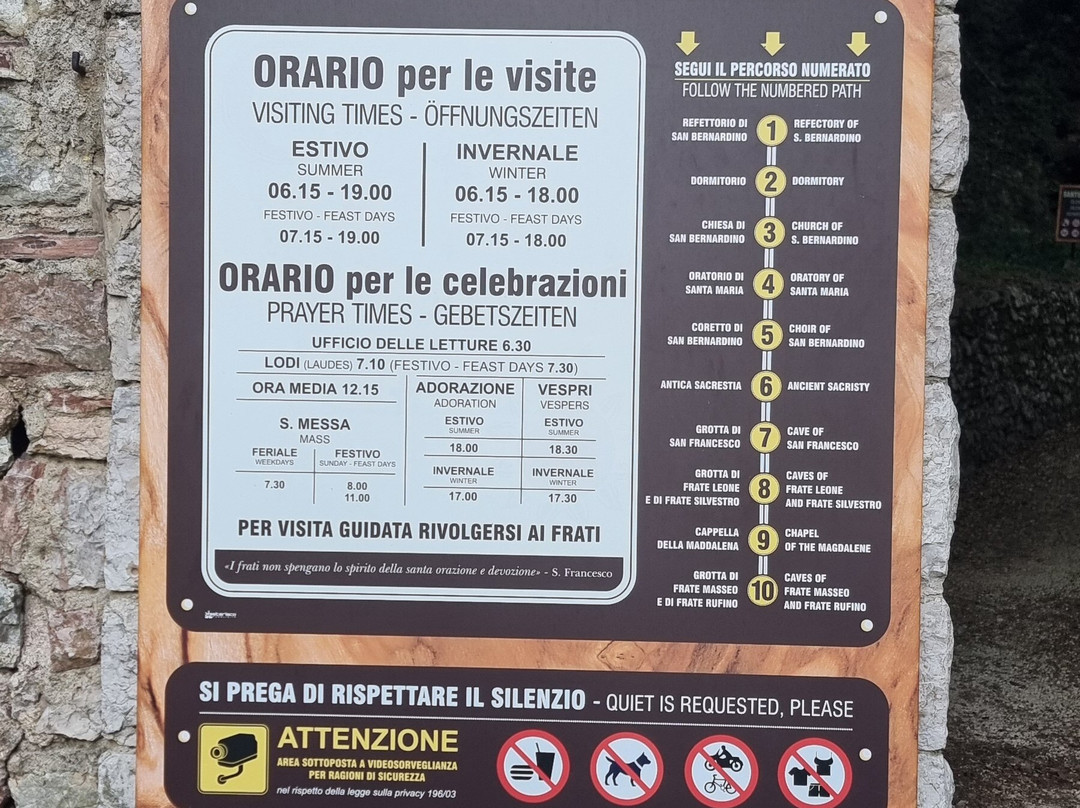 ORARIO per le visite
VISITING TIMES - ÖFFNUNGSZEITEN
ESTIVO
SUMMER
06.15 - 19.00
FESTIVO - FEAST DAYS
07.15 - 19.00
INVERNALE
WINTER
06.15 - 18.00
FESTIVO - FEAST DAYS
07.15 - 18.00
ORARIO per le celebrazioni
PRAYER TIMES - GEBETSZEITEN
UFFICIO DELLE LETTURE 6.30
LODI (LAUDES) 7.10 (FESTIVO - FEAST DAYS 7.30)
ORA MEDIA 12.15
S. MESSA
MASS
FERIALE
WEEKDAYS
7.30
FESTIVO
SUNDAY - FEAST DAYS
8.00
11.00
ADORAZIONE
ADORATION
ESTIVO
SUMMER
18.00
INVERNALE
WINTER
17.00
VESPRI
VESPERS
ESTIVO
SUMMER
18.30
INVERNALE
WINTER
17.30
PER VISITA GUIDATA RIVOLGERSI AI FRATI
«I frati non spengano lo spirito della santa orazione e devozione» - S. Francesco
SEGUI IL PERCORSO NUMERATO
FOLLOW THE NUMBERED PATH
REFETTORIO DI
SAN BERNARDINO
1
REFECTORY OF
S. BERNARDINO
DORMITORIO
2
DORMITORY
CHIESA DI
SAN BERNARDINO
3
CHURCH OF
S. BERNARDINO
ORATORIO DI
SANTA MARIA
4
ORATORY OF
SANTA MARIA
CORETTO DI
SAN BERNARDINO
5
CHOIR OF
SAN BERNARDINO
ANTICA SACRESTIA
6
ANCIENT SACRISTY
GROTTA DI
SAN FRANCESCO
7
CAVE OF
SAN FRANCESCO
GROTTA DI
FRATE LEONE
E DI FRATE SILVESTRO
8
CAVES OF
FRATE LEONE
AND FRATE SILVESTRO
CAPPELLA
DELLA MADDALENA
9
CHAPEL
OF THE MAGDALENE
GROTTA DI
FRATE MASSEO
E DI FRATE RUFINO
10
CAVES OF
FRATE MASSEO
AND FRATE RUFINO
SI PREGA DI RISPETTARE IL SILENZIO - QUIET IS REQUESTED, PLEASE
ATTENZIONE
AREA SOTTOPOSTA A VIDEOSORVEGLIANZA
PER RAGIONI DI SICUREZZA
nel rispetto della legge sulla privacy 196/03